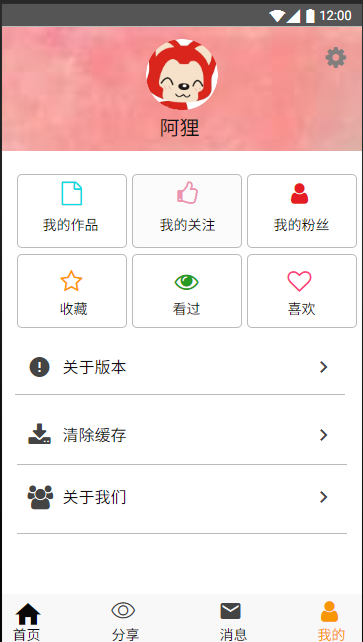 12:00
阿狸
我的作品 我的关注 我的粉丝
收藏 看过 喜欢
关于版本
清除缓存
关于我们
首页 分享 消息 我的